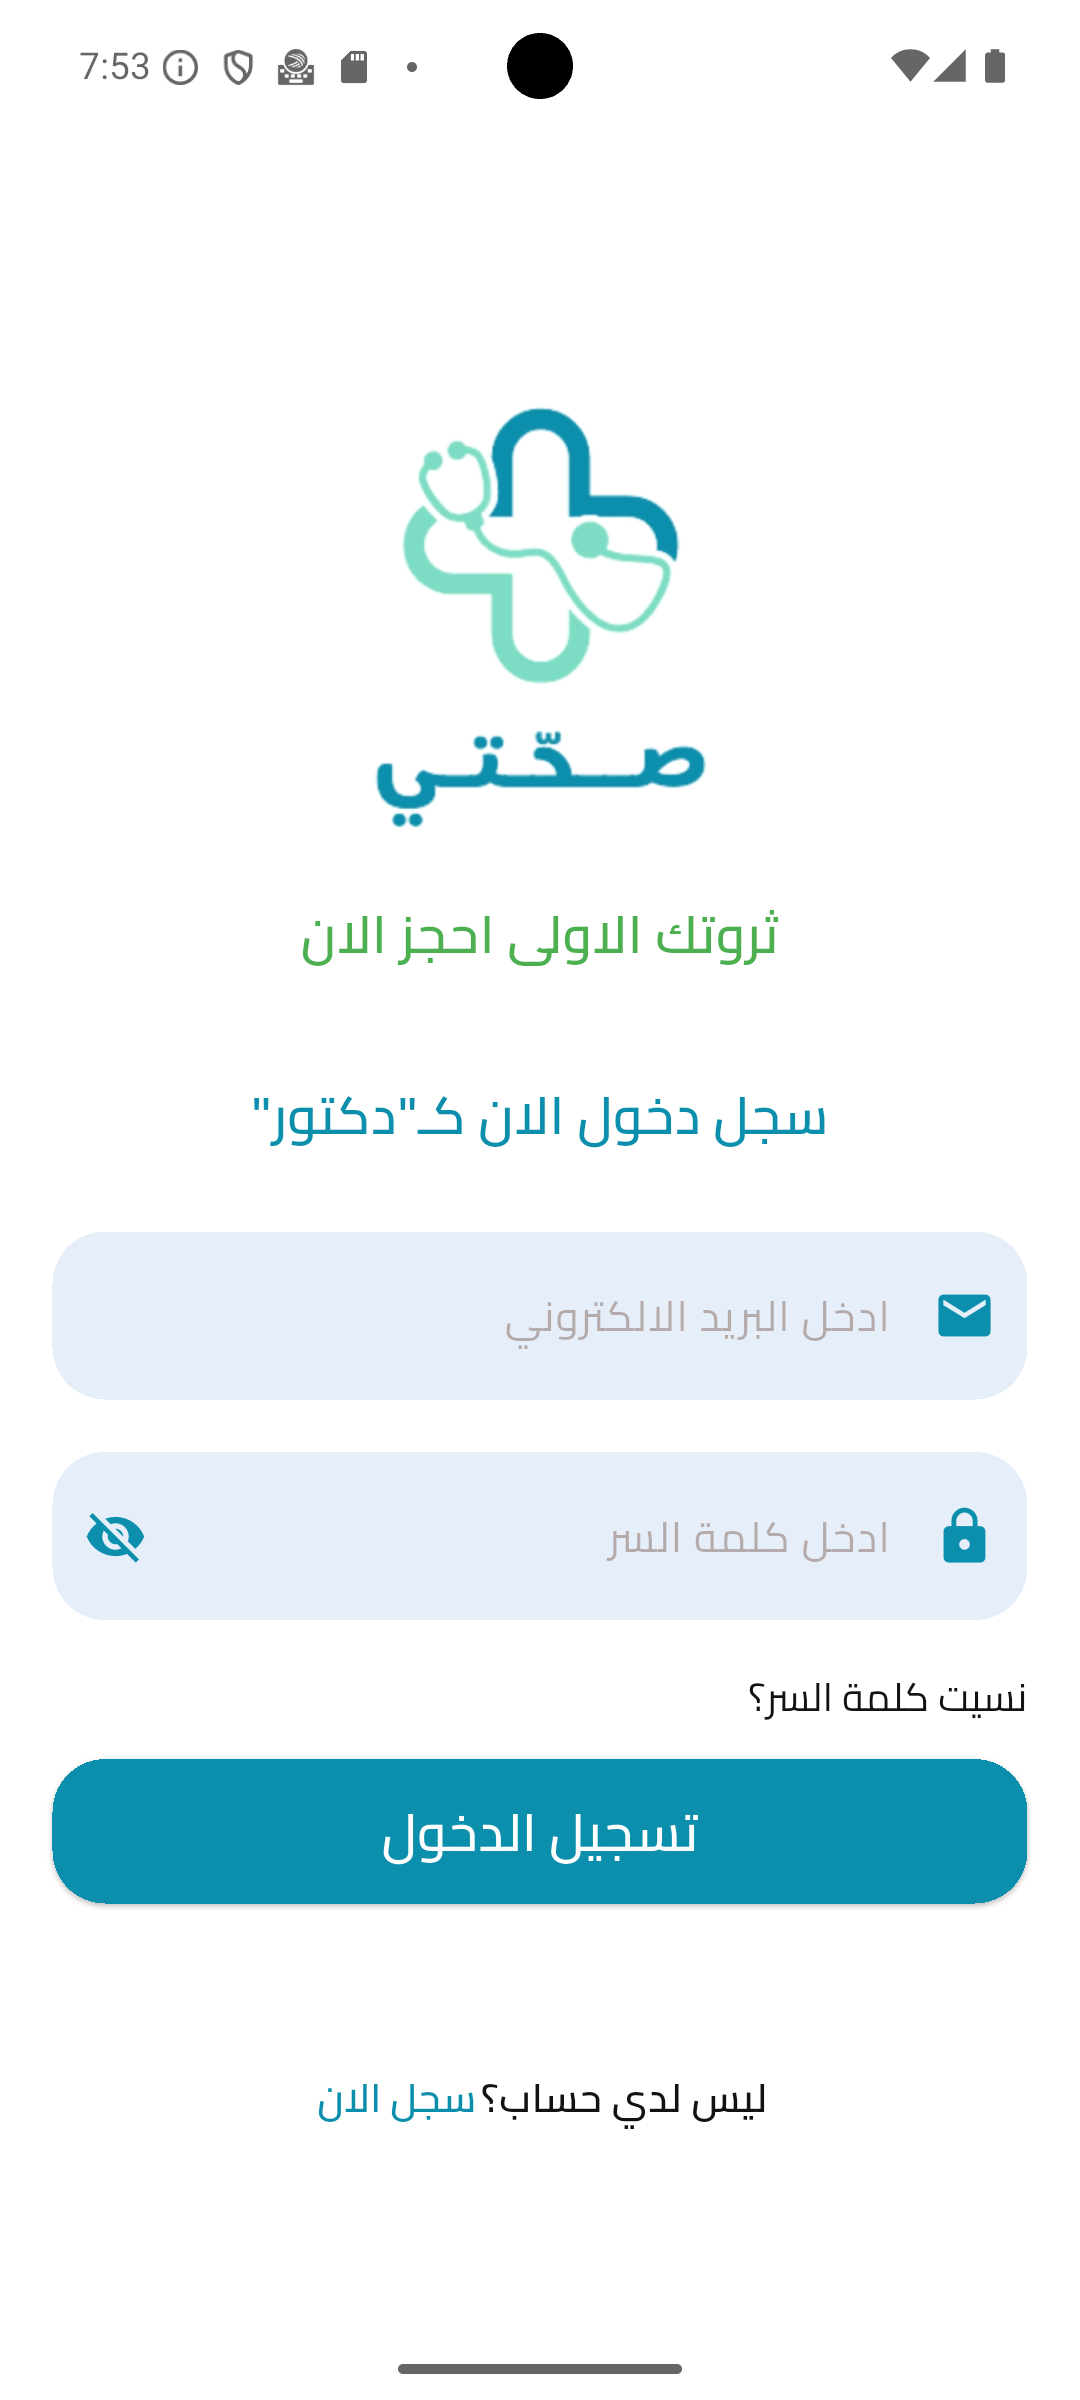 7:53
صحّتي
ثروتك الاولى احجز الان
سجل دخول الان كـ"دكتور"
ادخل البريد الالكتروني
ادخل كلمة السر
نسيت كلمة السر؟
تسجيل الدخول
ليس لدي حساب؟ سجل الان